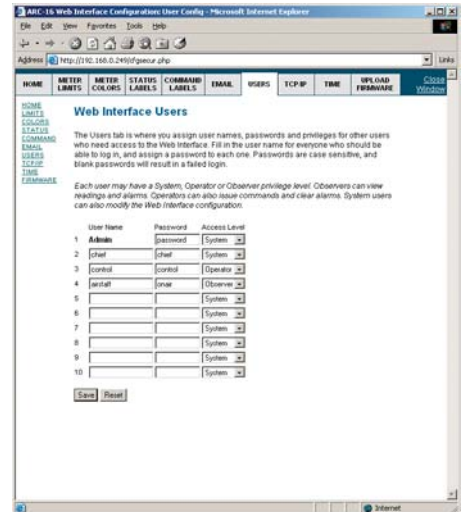 ARC-16 Web Interface Configuration: User Config - Microsoft Internet Explorer
File Edit View Favorites Tools Help
Address http://192.168.0.249/cfgsecur.php Links
HOME METER LIMITS METER COLORS STATUS LABELS COMMAND LABELS EMAIL USERS TCP/IP TIME UPLOAD FIRMWARE Close Window
HOME
LIMITS
COLORS
STATUS
COMMAND
EMAIL
USERS
TCP/IP
TIME
FIRMWARE
Web Interface Users
The Users tab is where you assign user names, passwords and privileges for other users
who need access to the Web Interface. Fill in the user name for everyone who should be
able to log in, and assign a password to each one. Passwords are case sensitive, and
blank passwords will result in a failed login.
Each user may have a System, Operator or Observer privilege level. Observers can view
readings and alarms. Operators can also issue commands and clear alarms. System users
can also modify the Web Interface configuration.
User Name Password Access Level
1 Admin password System
2 chief chief System
3 control control Operator
4 airstaff onair Observer
5 System
6 System
7 System
8 System
9 System
10 System
Save Reset
Internet